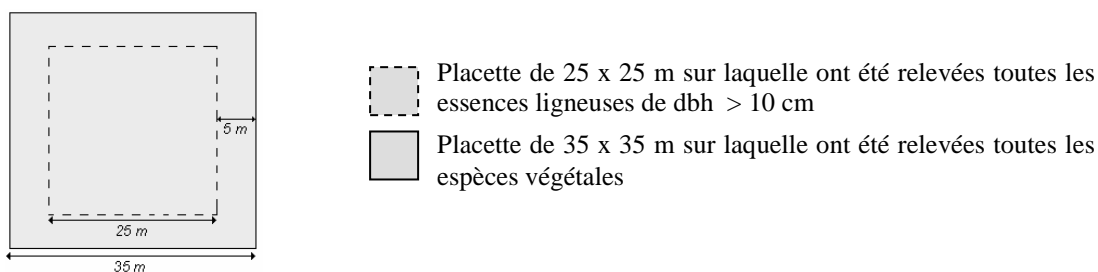 5 m
25 m
35 m
Placette de 25 x 25 m sur laquelle ont été relevées toutes les
essences ligneuses de dbh > 10 cm
Placette de 35 x 35 m sur laquelle ont été relevées toutes les
espèces végétales